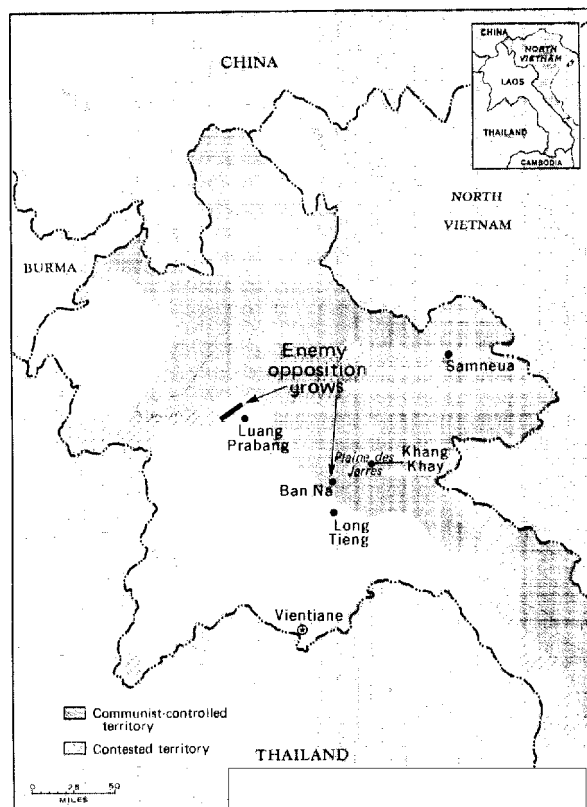 CHINA
CHINA
NORTH
VIETNAM
LAOS
THAILAND
CAMBODIA
NORTH
VIETNAM
BURMA
Enemy
opposition
grows
Samneua
Luang
Prabang
Plaine des
Jarres
Khang
Khay
Ban Na
Long
Tieng
Vientiane
Communist-controlled
territory
Contested territory
THAILAND
0 25 50
MILES